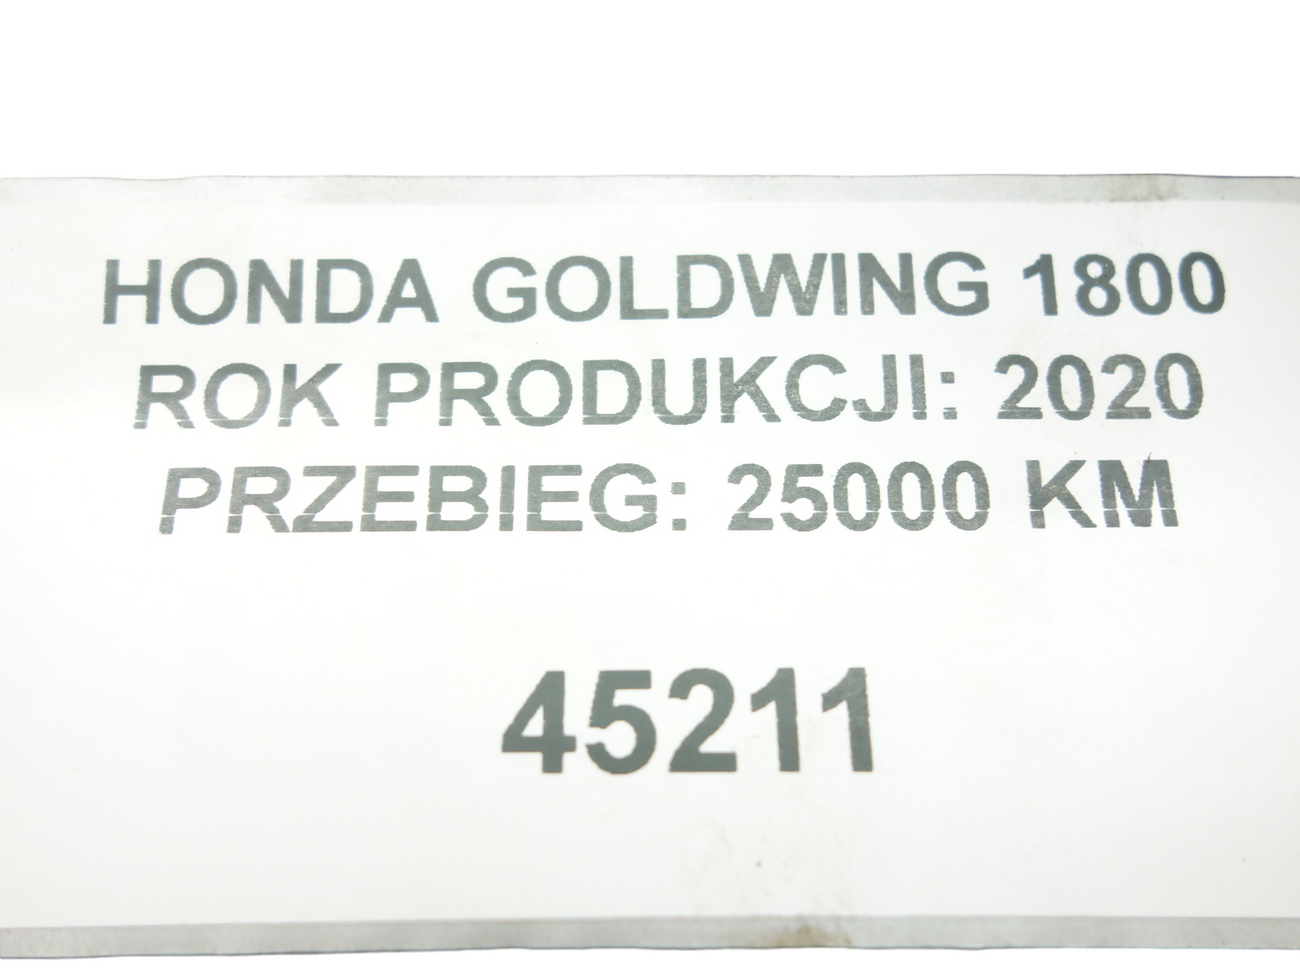 HONDA GOLDWING 1800
ROK PRODUKCJI: 2020
PRZEBIEG: 25000 KM
45211